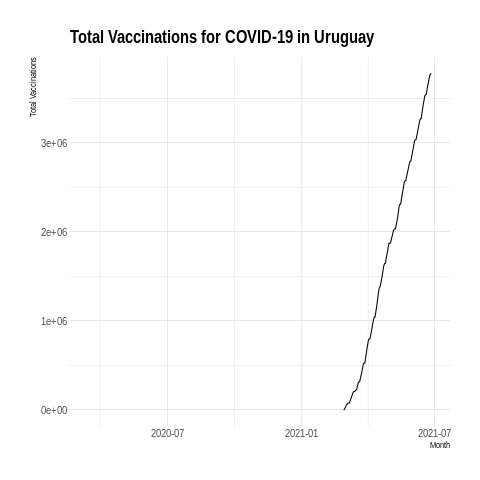 Total Vaccinations for COVID-19 in Uruguay
Total Vaccinations
3e+06
2e+06
1e+06
0e+00
2020-07 2021-01 2021-07
Month